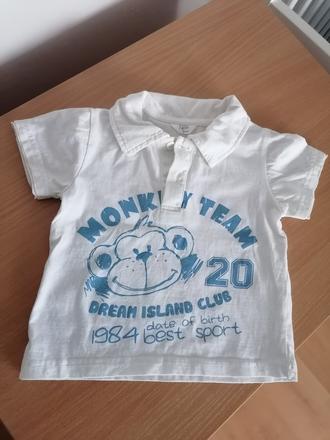 MONKEY TEAM
20
DREAM ISLAND CLUB
1984 date of birth
best sport